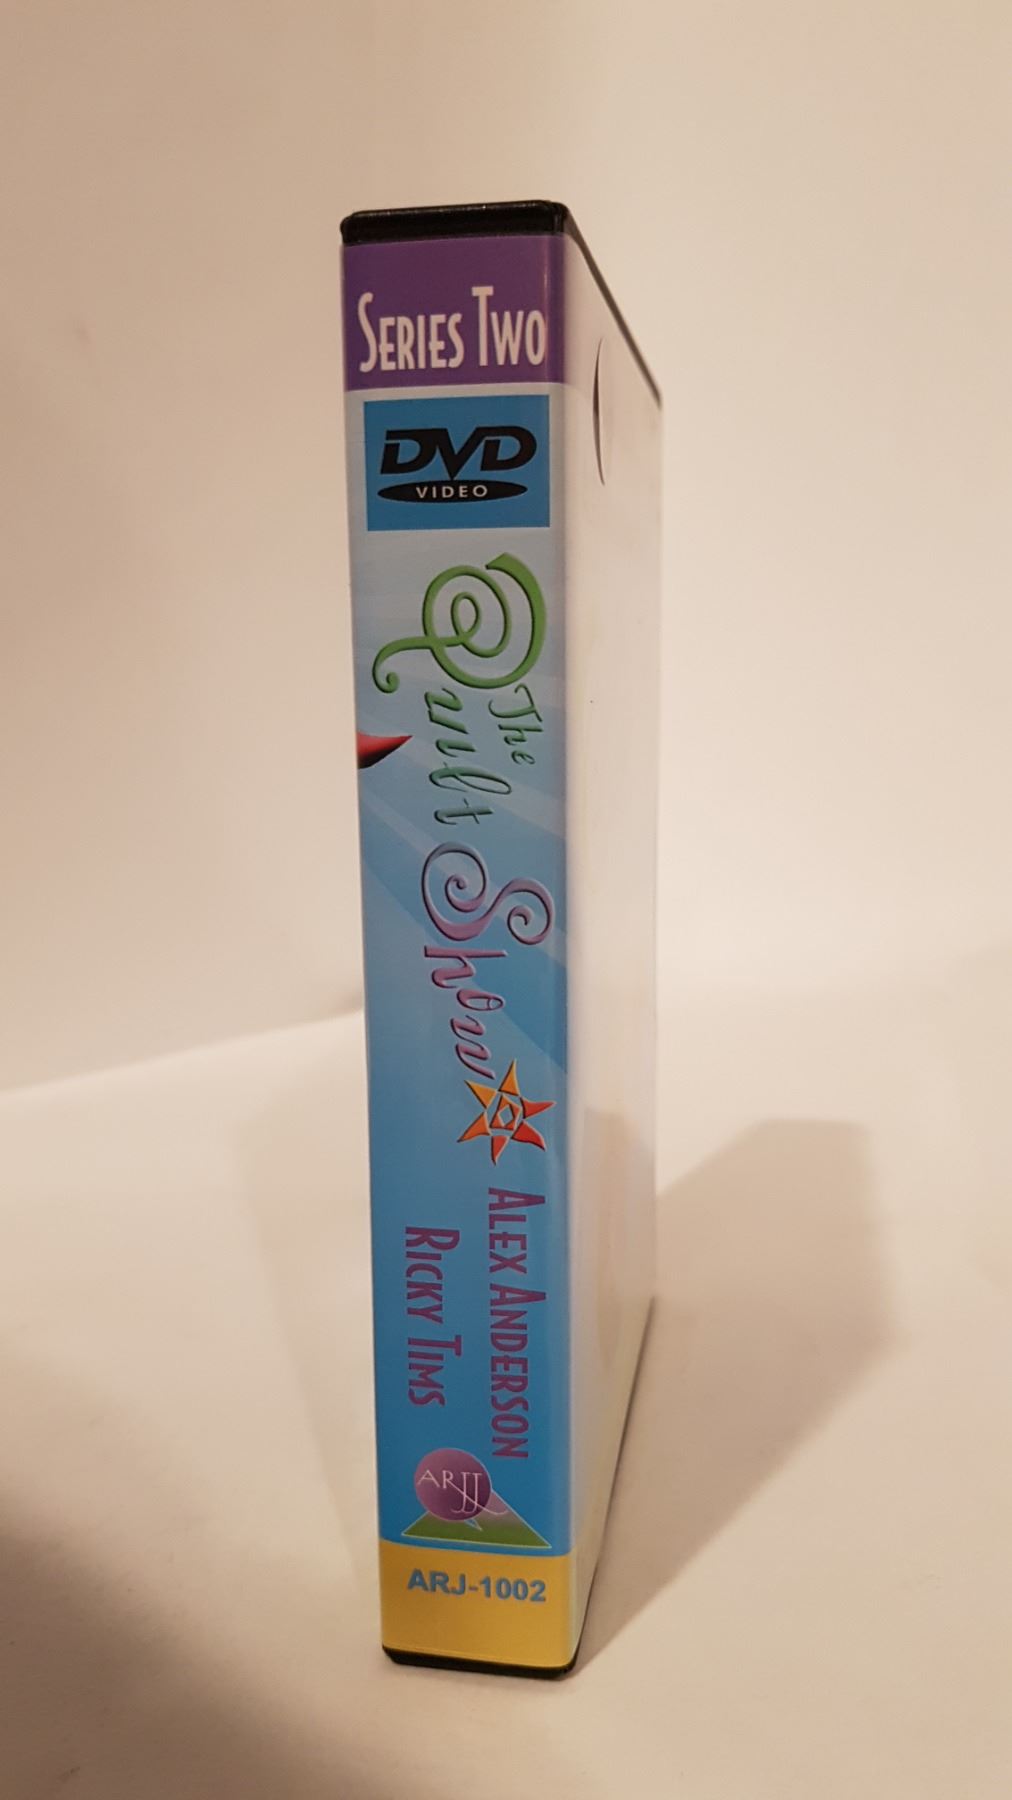 SERIES TWO
DVD
VIDEO
The
Quilt Show
ALEX ANDERSON
RICKY TIMS
ARJJ
ARJ-1002